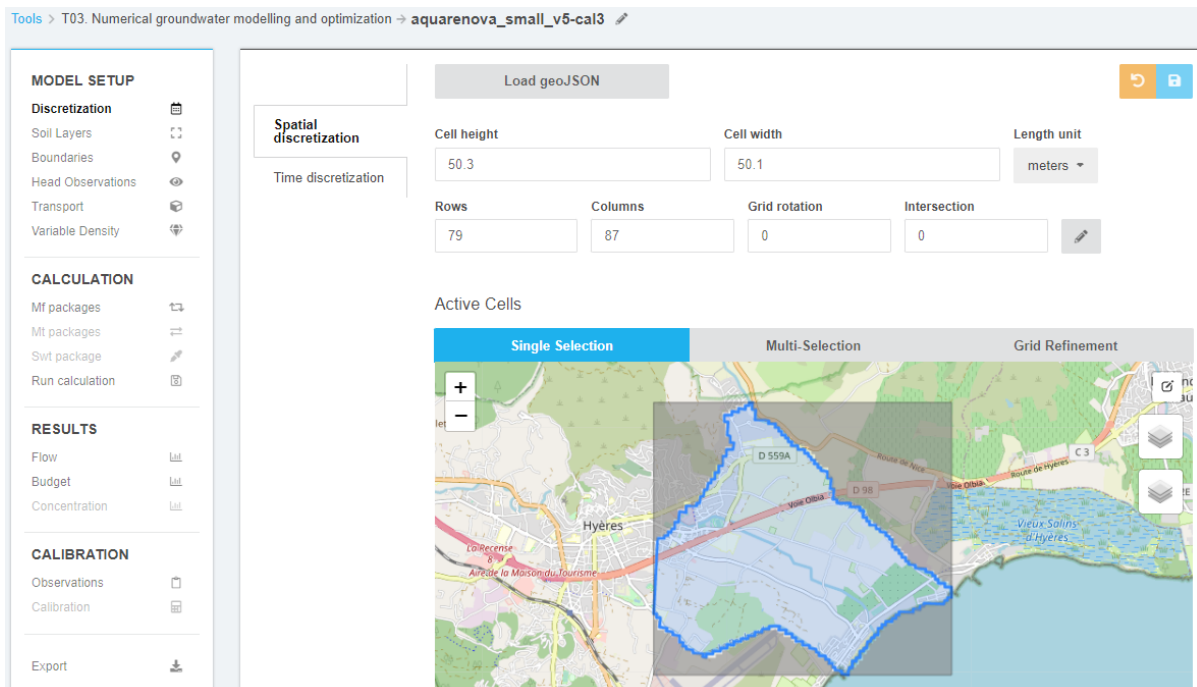 Tools > T03. Numerical groundwater modelling and optimization → aquarenova_small_v5-cal3
MODEL SETUP
Discretization
Soil Layers
Boundaries
Head Observations
Transport
Variable Density
CALCULATION
Mf packages
Mt packages
Swt package
Run calculation
RESULTS
Flow
Budget
Concentration
CALIBRATION
Observations
Calibration
Export
Spatial
discretization
Time discretization
Load geoJSON
Cell height
Cell width
Length unit
50.3
50.1
meters
Rows
Columns
Grid rotation
Intersection
79
87
0
0
Active Cells
Single Selection
Multi-Selection
Grid Refinement
+
−
D 559A
Route de Nice
C 3
Route de Hyères
D 98
Voie Olbia
Voie Olbia
Hyères
Vieux Salins
d'Hyères
La Recense
8
Aire de la Maison du Tourisme